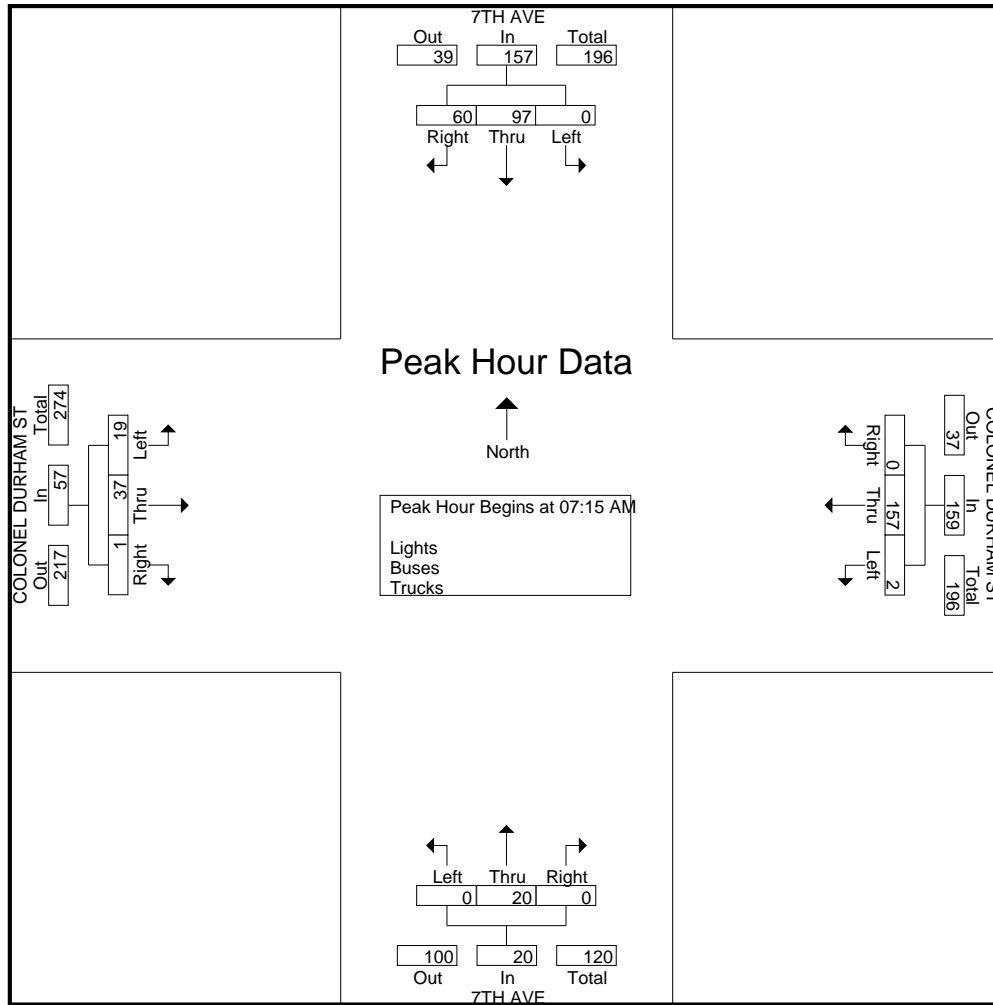 7TH AVE
Out In Total
39 157 196
60 97 0
Right Thru Left
Peak Hour Data
North
Peak Hour Begins at 07:15 AM
Lights
Buses
Trucks
COLONEL DURHAM ST
Out In Total
217 57 274
1 37 19
Right Thru Left
COLONEL DURHAM ST
Out In Total
37 159 196
0 157 2
Right Thru Left
Left Thru Right
0 20 0
100 20 120
Out In Total
7TH AVE